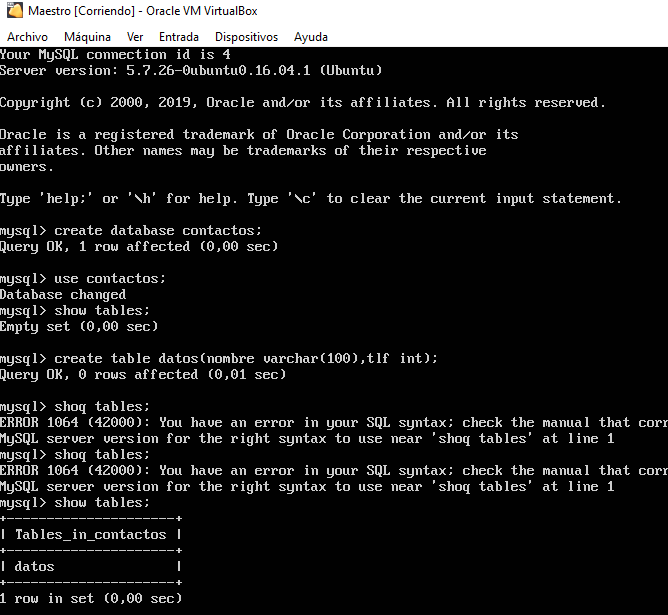 Maestro [Corriendo] - Oracle VM VirtualBox
Archivo Máquina Ver Entrada Dispositivos Ayuda
Your MySQL connection id is 4
Server version: 5.7.26-0ubuntu0.16.04.1 (Ubuntu)
Copyright (c) 2000, 2019, Oracle and/or its affiliates. All rights reserved.
Oracle is a registered trademark of Oracle Corporation and/or its
affiliates. Other names may be trademarks of their respective
owners.
Type 'help;' or '\h' for help. Type '\c' to clear the current input statement.
mysql> create database contactos;
Query OK, 1 row affected (0,00 sec)
mysql> use contactos;
Database changed
mysql> show tables;
Empty set (0,00 sec)
mysql> create table datos(nombre varchar(100),tlf int);
Query OK, 0 rows affected (0,01 sec)
mysql> shoq tables;
ERROR 1064 (42000): You have an error in your SQL syntax; check the manual that corr
MySQL server version for the right syntax to use near 'shoq tables' at line 1
mysql> shoq tables;
ERROR 1064 (42000): You have an error in your SQL syntax; check the manual that corr
MySQL server version for the right syntax to use near 'shoq tables' at line 1
mysql> show tables;
+---------------------+
| Tables_in_contactos |
+---------------------+
| datos               |
+---------------------+
1 row in set (0,00 sec)